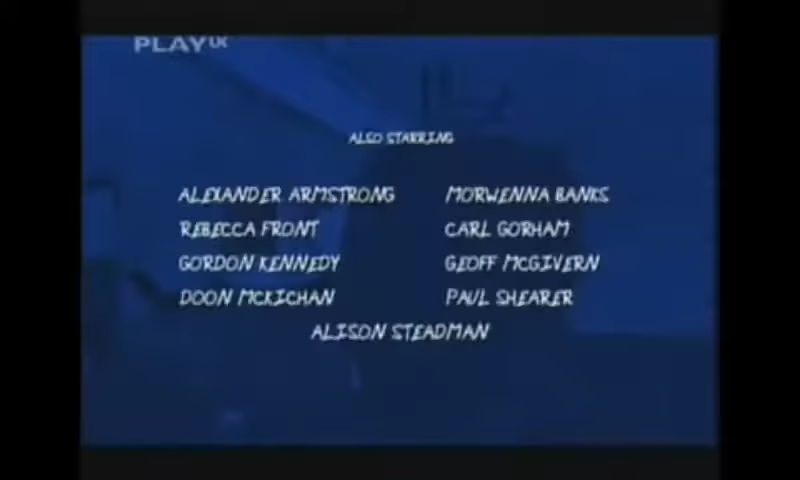 PLAY UK
ALSO STARRING
ALEXANDER ARMSTRONG MORWENNA BANKS
REBECCA FRONT CARL GORHAM
GORDON KENNEDY GEOFF MCGIVERN
DOON MCKICHAN PAUL SHEARER
ALISON STEADMAN